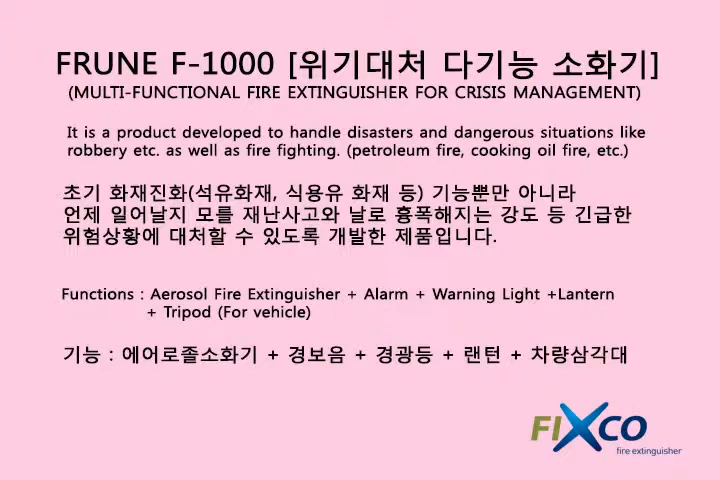 FRUNE F-1000 [위기대처 다기능 소화기]
(MULTI-FUNCTIONAL FIRE EXTINGUISHER FOR CRISIS MANAGEMENT)
It is a product developed to handle disasters and dangerous situations like
robbery etc. as well as fire fighting. (petroleum fire, cooking oil fire, etc.)
초기 화재진화(석유화재, 식용유 화재 등) 기능뿐만 아니라
언제 일어날지 모를 재난사고와 날로 흉폭해지는 강도 등 긴급한
위험상황에 대처할 수 있도록 개발한 제품입니다.
Functions : Aerosol Fire Extinguisher + Alarm + Warning Light +Lantern
+ Tripod (For vehicle)
기능 : 에어로졸소화기 + 경보음 + 경광등 + 랜턴 + 차량삼각대
FIXCO
fire extinguisher